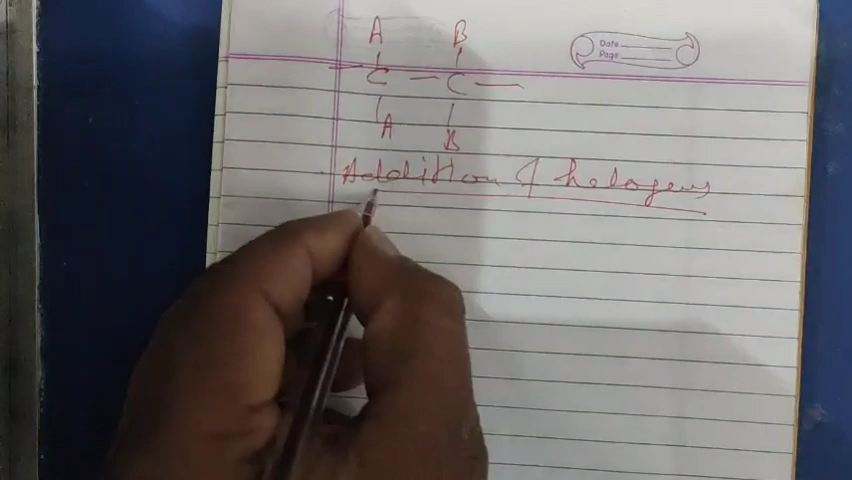 A B
Date
Page
— C — C —
A B
Addition of halogens